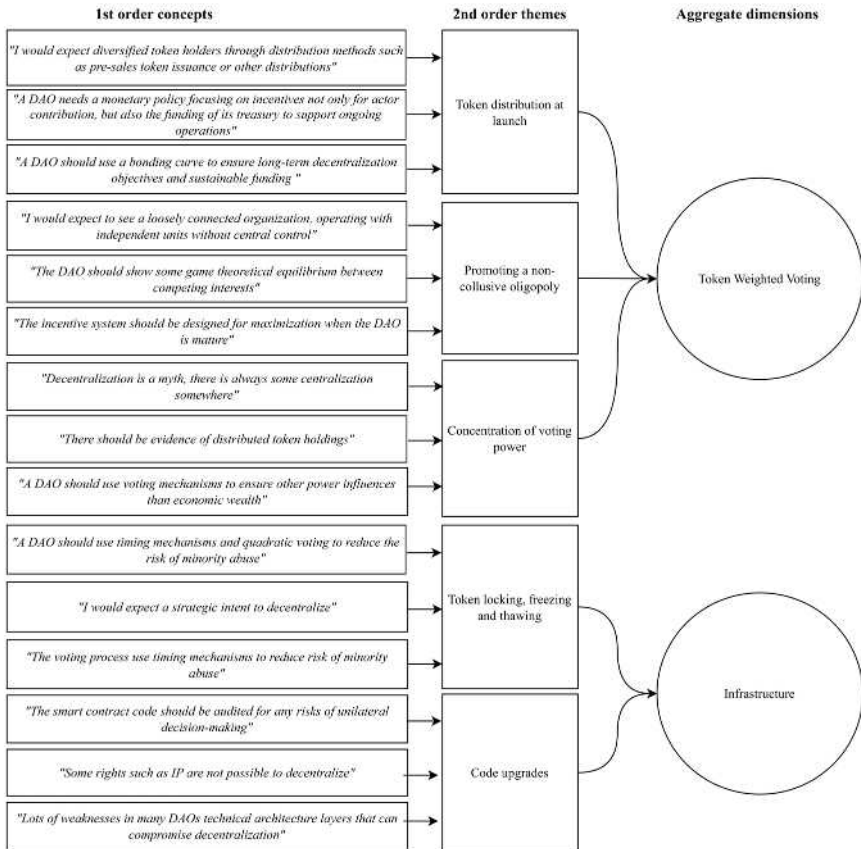 1st order concepts
2nd order themes
Aggregate dimensions
"I would expect diversified token holders through distribution methods such
as pre-sales token issuance or other distributions"
"A DAO needs a monetary policy focusing on incentives not only for actor
contribution, but also the funding of its treasury to support ongoing
operations"
"A DAO should use a bonding curve to ensure long-term decentralization
objectives and sustainable funding "
Token distribution at
launch
"I would expect to see a loosely connected organization, operating with
independent units without central control"
"The DAO should show some game theoretical equilibrium between
competing interests"
"The incentive system should be designed for maximization when the DAO
is mature"
Promoting a non-
collusive oligopoly
"Decentralization is a myth, there is always some centralization
somewhere"
"There should be evidence of distributed token holdings"
"A DAO should use voting mechanisms to ensure other power influences
than economic wealth"
Concentration of voting
power
Token Weighted Voting
"A DAO should use timing mechanisms and quadratic voting to reduce the
risk of minority abuse"
"I would expect a strategic intent to decentralize"
"The voting process use timing mechanisms to reduce risk of minority
abuse"
Token locking, freezing
and thawing
"The smart contract code should be audited for any risks of unilateral
decision-making"
"Some rights such as IP are not possible to decentralize"
"Lots of weaknesses in many DAOs technical architecture layers that can
compromise decentralization"
Code upgrades
Infrastructure